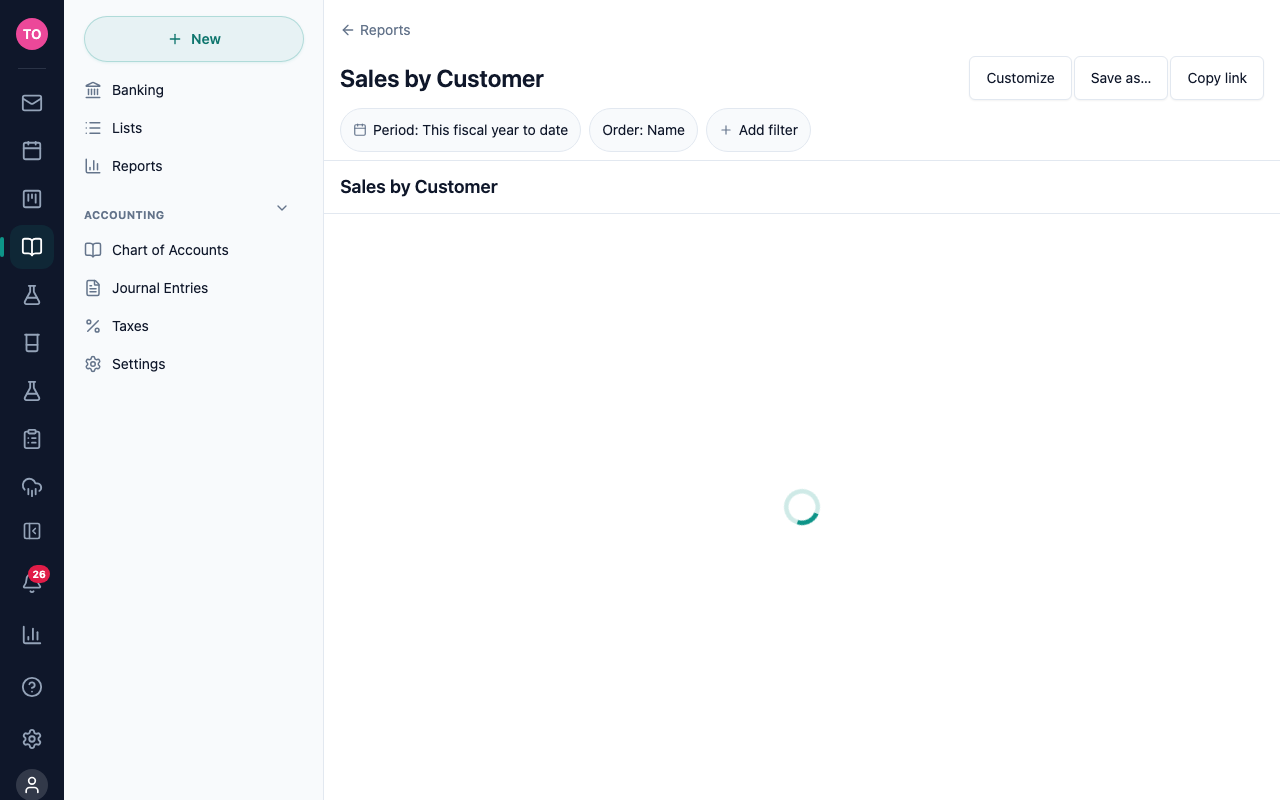 TO
New
Banking
Lists
Reports
ACCOUNTING
Chart of Accounts
Journal Entries
Taxes
Settings
26
Reports
Sales by Customer
Customize
Save as...
Copy link
Period: This fiscal year to date
Order: Name
Add filter
Sales by Customer